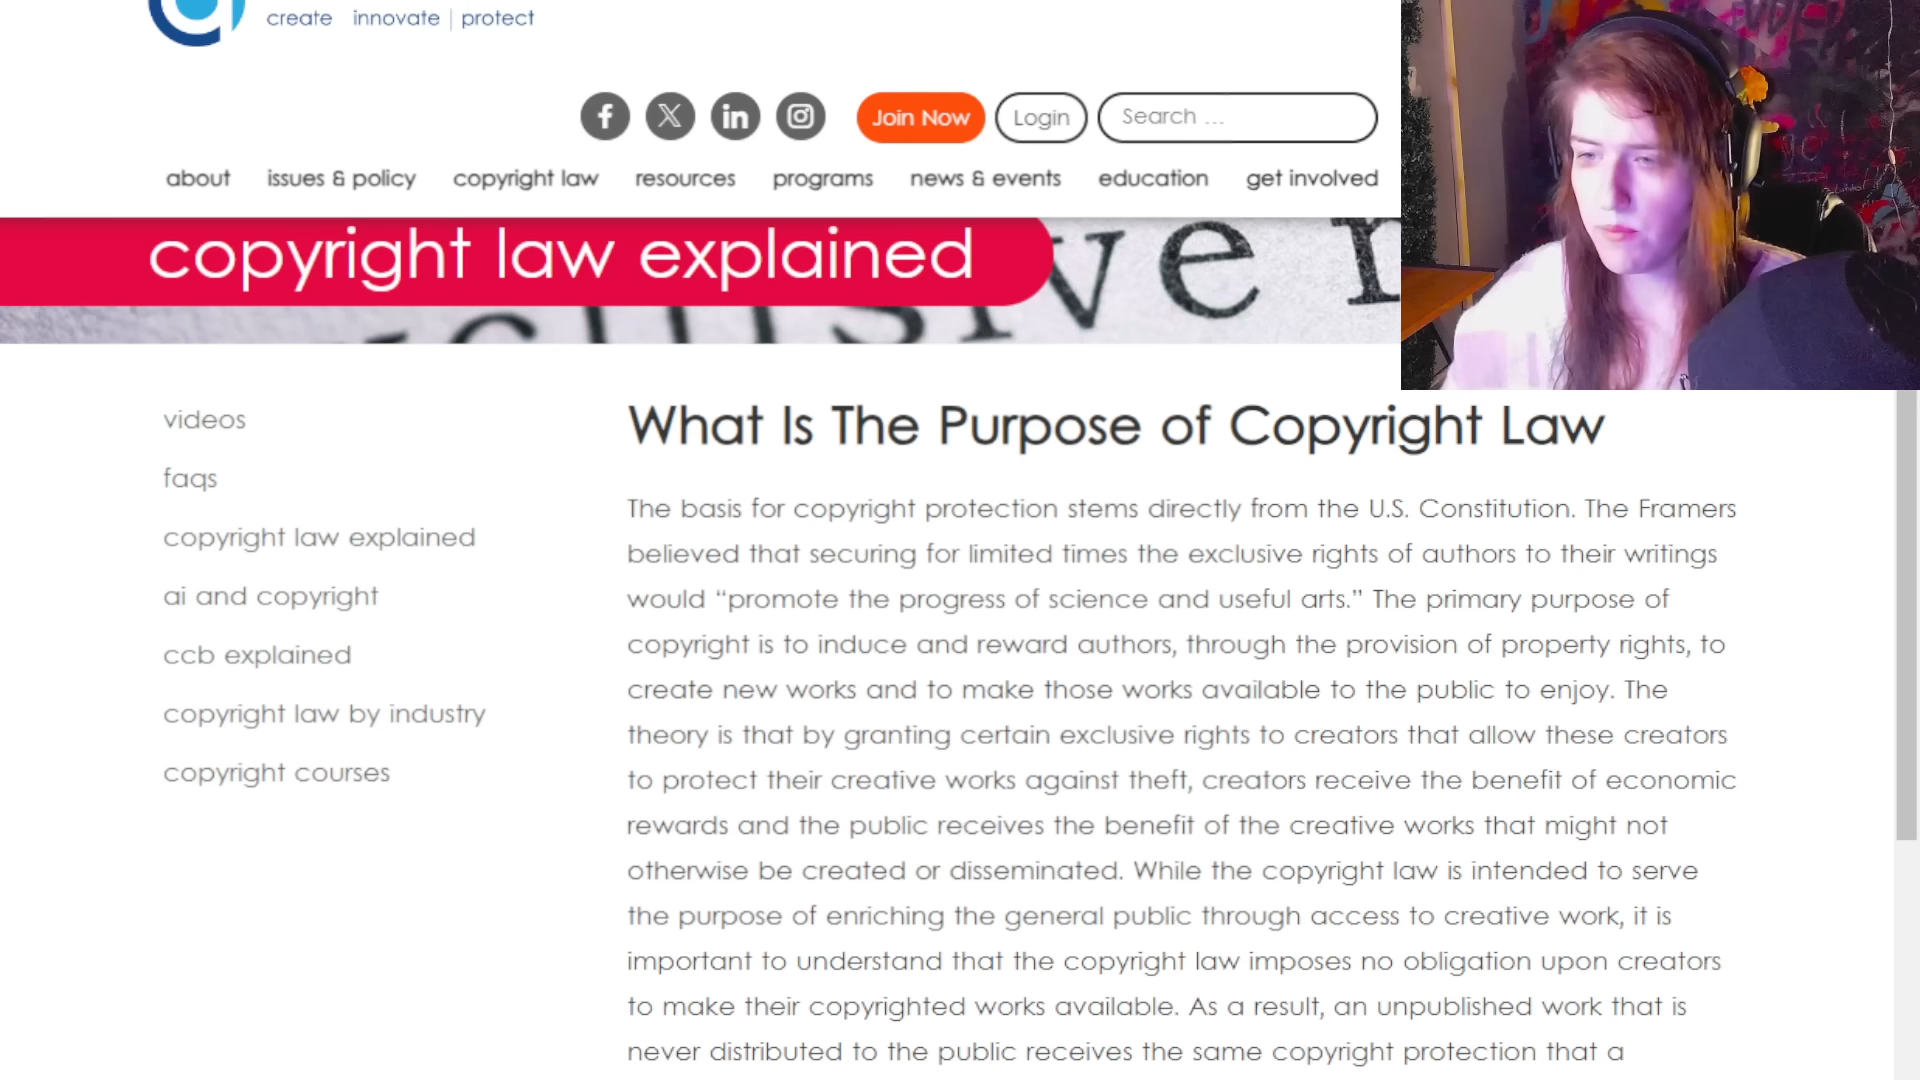 create innovate | protect
Join Now Login Search ...
about issues & policy copyright law resources programs news & events education get involved
copyright law explained
videos
faqs
copyright law explained
ai and copyright
ccb explained
copyright law by industry
copyright courses
What Is The Purpose of Copyright Law
The basis for copyright protection stems directly from the U.S. Constitution. The Framers
believed that securing for limited times the exclusive rights of authors to their writings
would “promote the progress of science and useful arts.” The primary purpose of
copyright is to induce and reward authors, through the provision of property rights, to
create new works and to make those works available to the public to enjoy. The
theory is that by granting certain exclusive rights to creators that allow these creators
to protect their creative works against theft, creators receive the benefit of economic
rewards and the public receives the benefit of the creative works that might not
otherwise be created or disseminated. While the copyright law is intended to serve
the purpose of enriching the general public through access to creative work, it is
important to understand that the copyright law imposes no obligation upon creators
to make their copyrighted works available. As a result, an unpublished work that is
never distributed to the public receives the same copyright protection that a